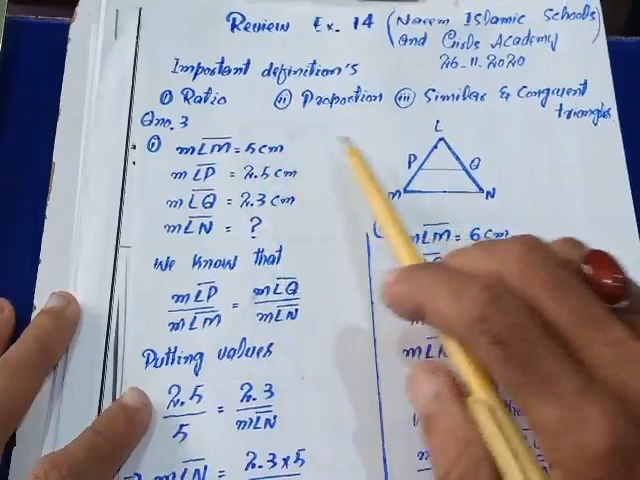 Review Ex. 14 (Naeem Islamic Schools
and Girls Academy)
26-11-2020
Important definition's
(i) Ratio (ii) Proportion (iii) Similar & Congruent
triangles
Qno.3
(i) mLM = 5cm
mLP = 2.5cm
mLQ = 2.3cm
mLN = ?
We know that
mLP / mLM = mLQ / mLN
Putting values
2.5 / 5 = 2.3 / mLN
mLN = 2.3×5
L
P Q
M N
mLM = 6cm